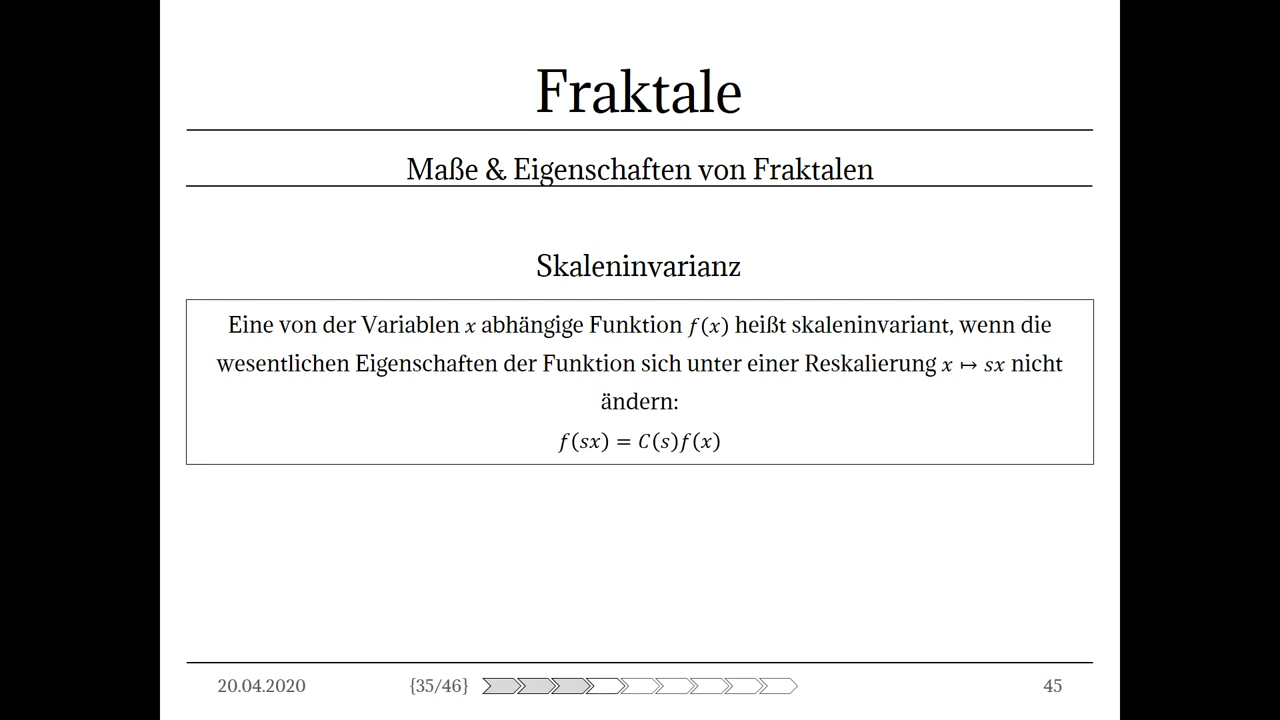 Fraktale
Maße & Eigenschaften von Fraktalen
Skaleninvarianz
Eine von der Variablen x abhängige Funktion f(x) heißt skaleninvariant, wenn die
wesentlichen Eigenschaften der Funktion sich unter einer Reskalierung x ↦ sx nicht
ändern:
f(sx) = C(s)f(x)
20.04.2020 {35/46} 45